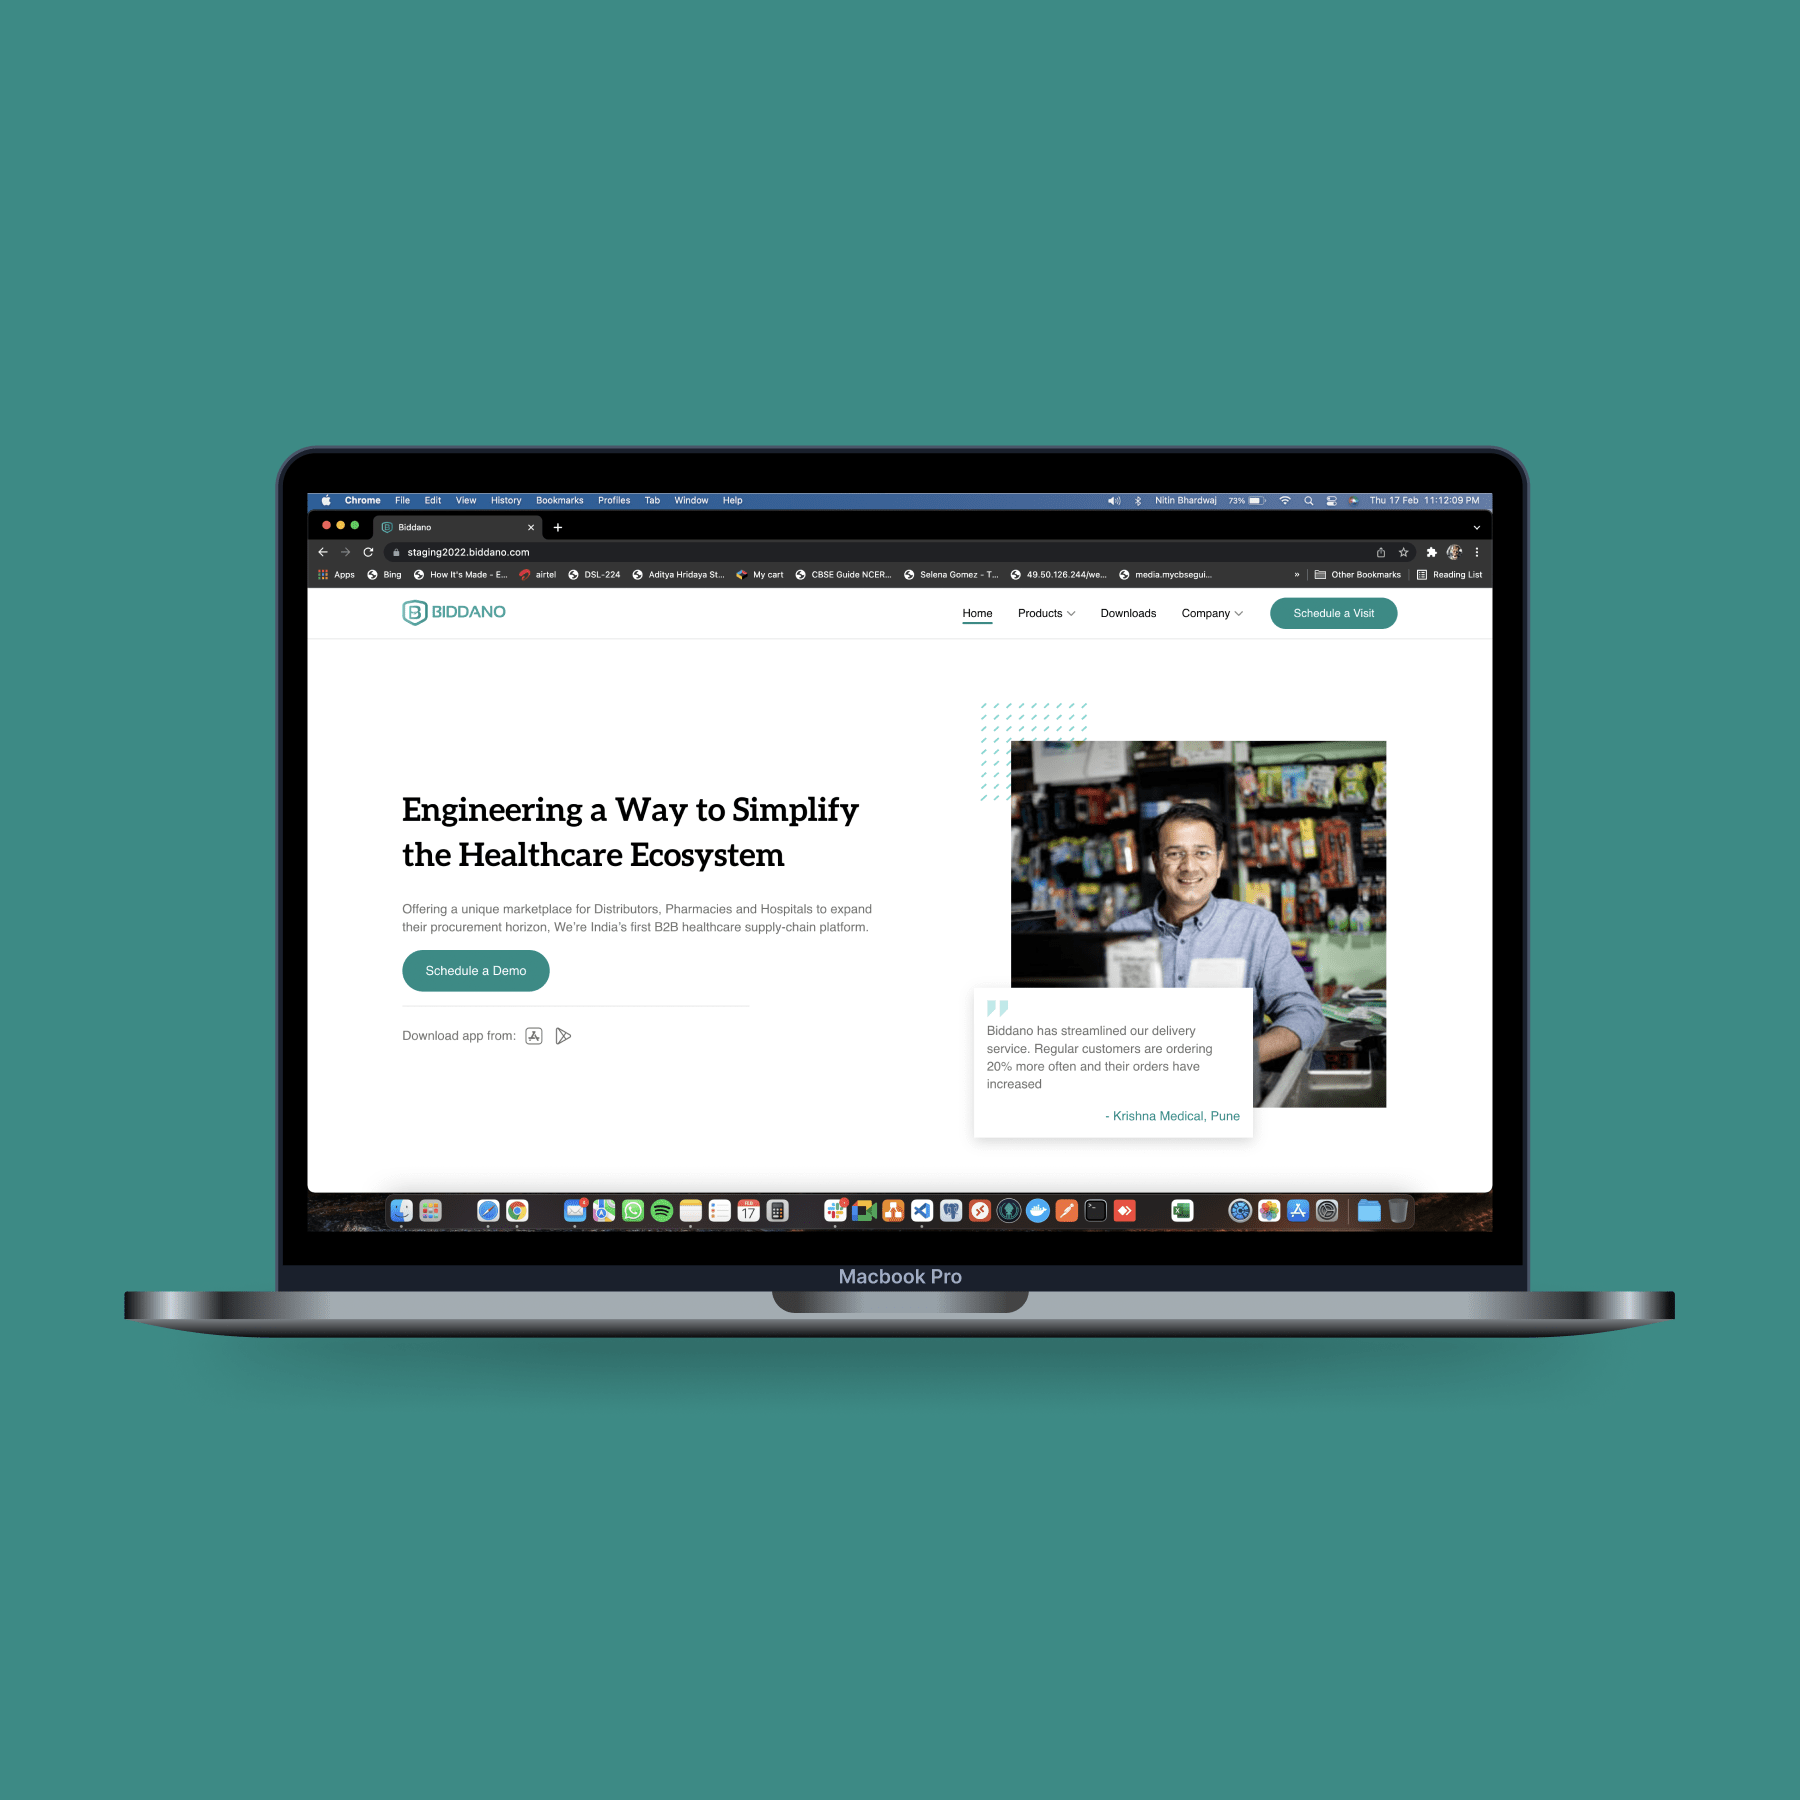 Chrome File Edit View History Bookmarks Profiles Tab Window Help Nitin Bhardwaj 73% Thu 17 Feb 11:12:09 PM
Biddano
staging2022.biddano.com
Apps Bing How It's Made - E... airtel DSL-224 Aditya Hridaya St... My cart CBSE Guide NCER... Selena Gomez - T... 49.50.126.244/we... media.mycbsegui... » Other Bookmarks Reading List
BIDDANO Home Products Downloads Company Schedule a Visit
Engineering a Way to Simplify
the Healthcare Ecosystem
Offering a unique marketplace for Distributors, Pharmacies and Hospitals to expand
their procurement horizon, We're India's first B2B healthcare supply-chain platform.
Schedule a Demo
Download app from:
Biddano has streamlined our delivery
service. Regular customers are ordering
20% more often and their orders have
increased
- Krishna Medical, Pune
FEB
17
Macbook Pro